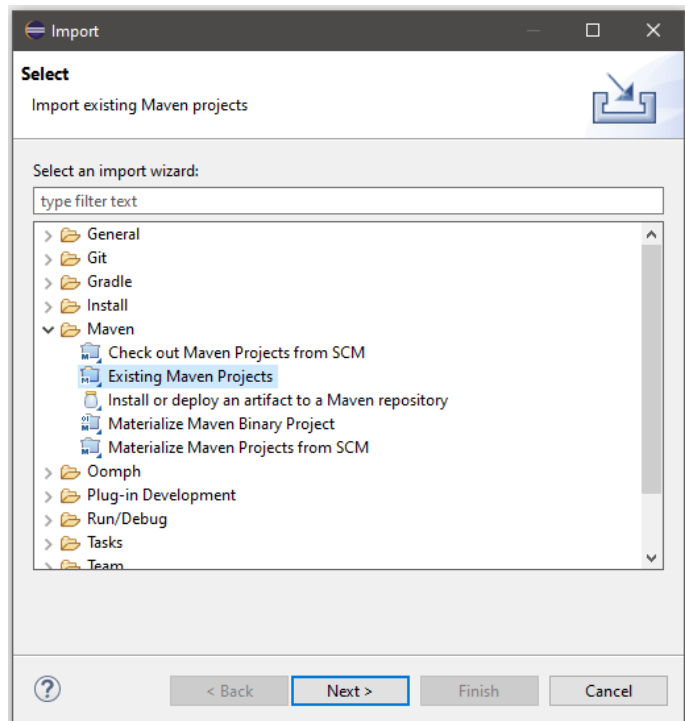 Import
Select
Import existing Maven projects
Select an import wizard:
type filter text
General
Git
Gradle
Install
Maven
Check out Maven Projects from SCM
Existing Maven Projects
Install or deploy an artifact to a Maven repository
Materialize Maven Binary Project
Materialize Maven Projects from SCM
Oomph
Plug-in Development
Run/Debug
Tasks
Team
?
< Back Next > Finish Cancel